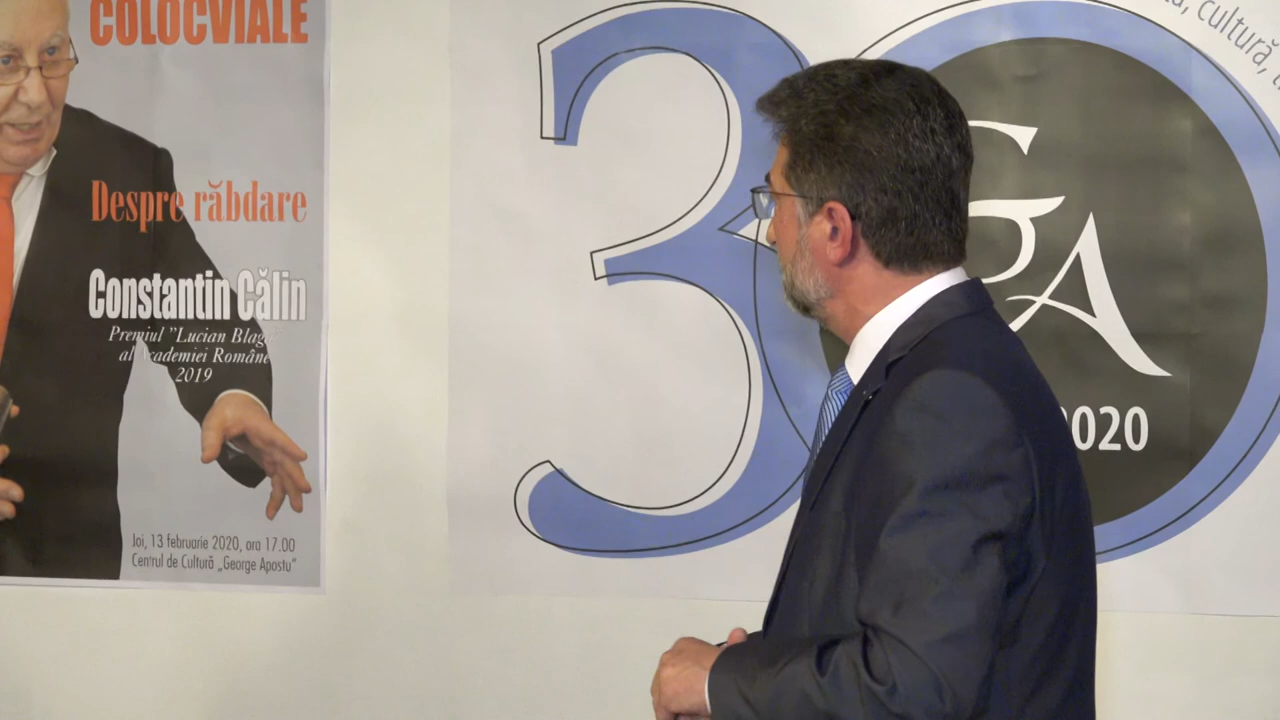 COLOCVIALE
Despre răbdare
Constantin Călin
Premiul "Lucian Blaga"
al Academiei Române
2019
Joi, 13 februarie 2020, ora 17.00
Centrul de Cultură „George Apostu”
30
cultură,
GA
2020